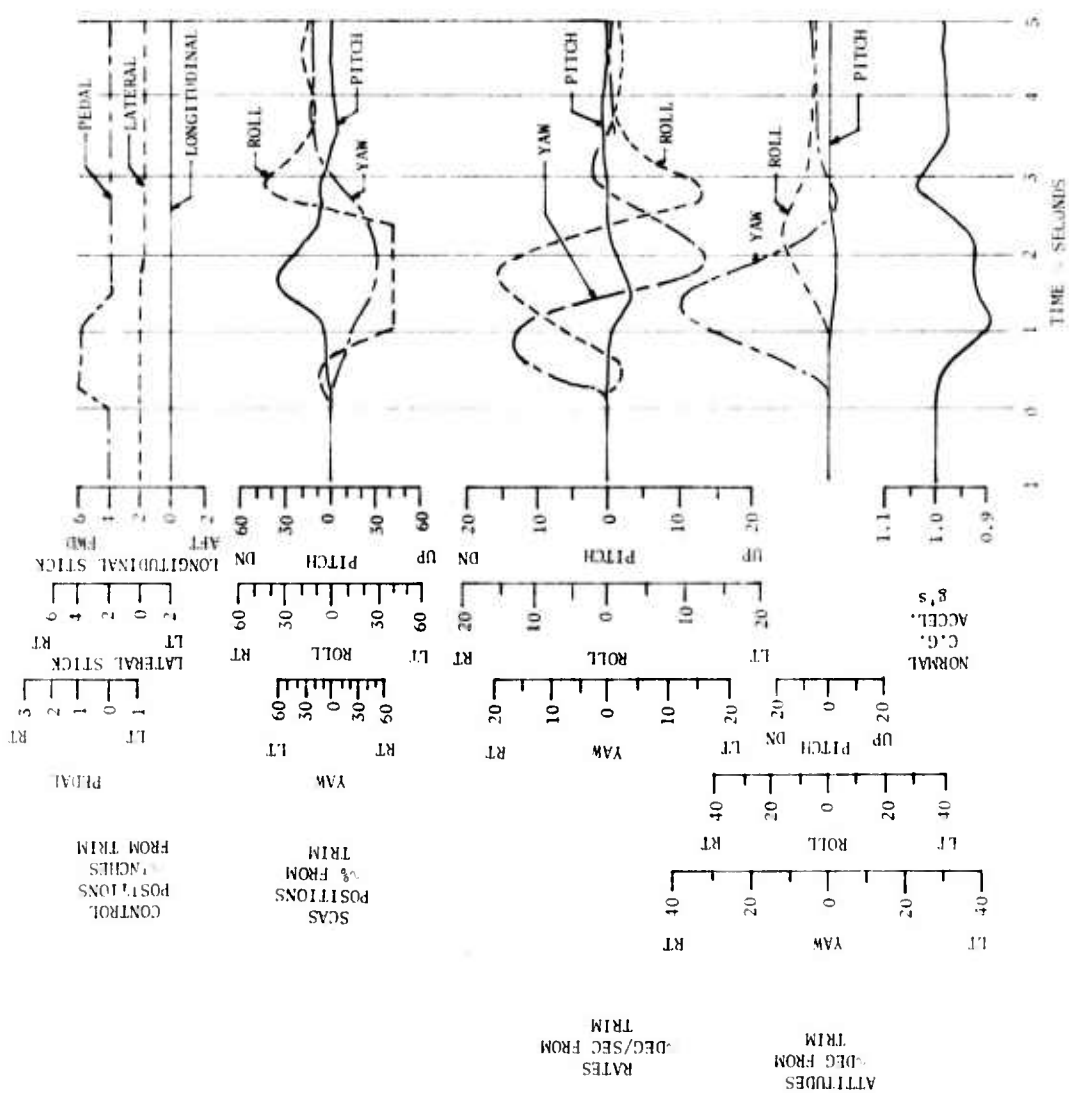 CONTROL
POSITIONS
FROM TRIM
PEDAL
RT
3
2
1
0
1
LT
LATERAL STICK
RT
6
4
2
0
2
LT
LONGITUDINAL STICK
FWD
1
2
0
2
AFT
PEDAL
LATERAL
LONGITUDINAL
SCAS
POSITIONS
~% FROM
TRIM
YAW
LT
60
30
0
30
60
RT
ROLL
RT
60
30
0
30
60
LT
PITCH
DN
60
30
0
30
60
UP
ROLL
YAW
PITCH
RATES
~DEG/SEC FROM
TRIM
YAW
RT
20
10
0
10
20
LT
ROLL
RT
20
10
0
10
20
LT
PITCH
DN
20
10
0
10
20
UP
YAW
PITCH
ROLL
ATTITUDES
~DEG FROM
TRIM
YAW
RT
40
20
0
20
40
LT
ROLL
RT
40
20
0
20
40
LT
PITCH
DN
20
0
20
UP
YAW
ROLL
PITCH
NORMAL
C.G.
ACCEL.
g's
1.1
1.0
0.9
1
0
1
2
3
4
5
TIME ~ SECONDS